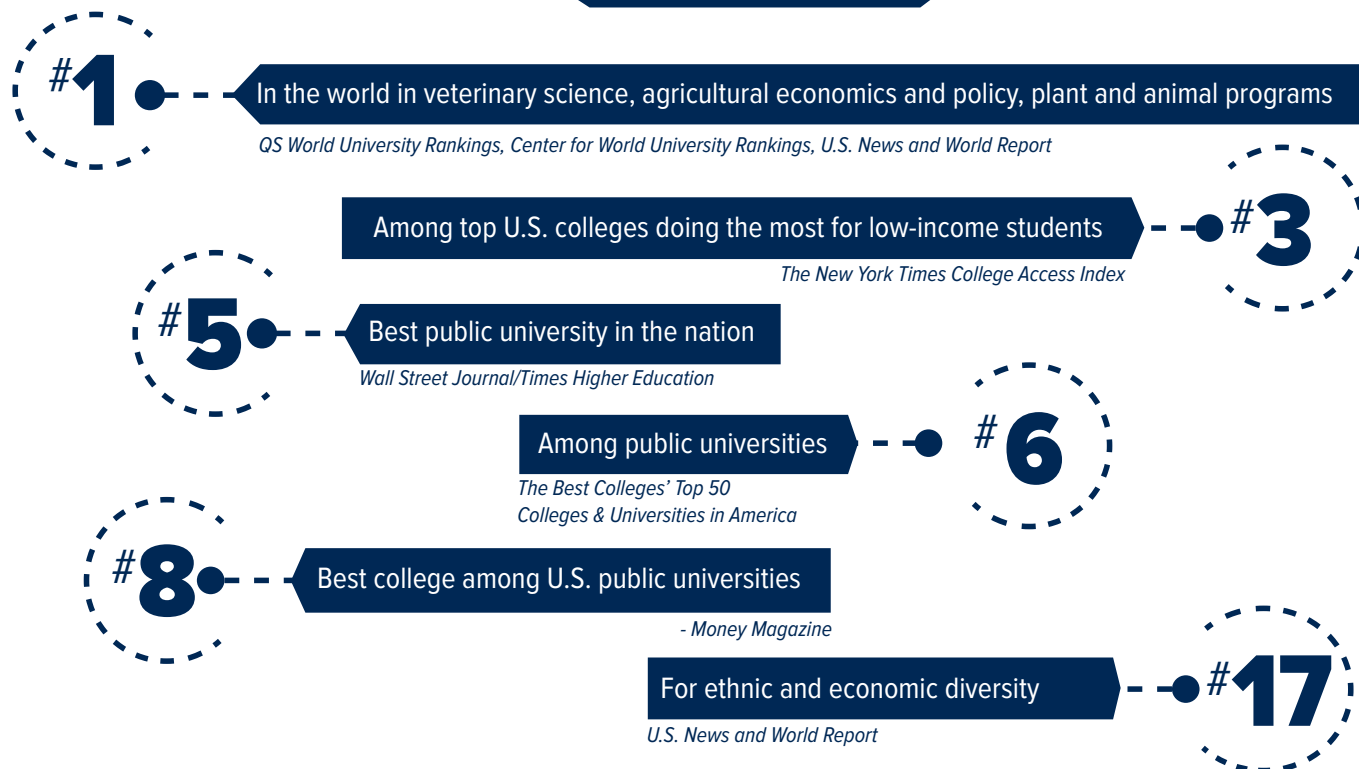 #1
In the world in veterinary science, agricultural economics and policy, plant and animal programs
QS World University Rankings, Center for World University Rankings, U.S. News and World Report
Among top U.S. colleges doing the most for low-income students
#3
The New York Times College Access Index
#5
Best public university in the nation
Wall Street Journal/Times Higher Education
Among public universities
#6
The Best Colleges’ Top 50
Colleges & Universities in America
#8
Best college among U.S. public universities
- Money Magazine
For ethnic and economic diversity
#17
U.S. News and World Report